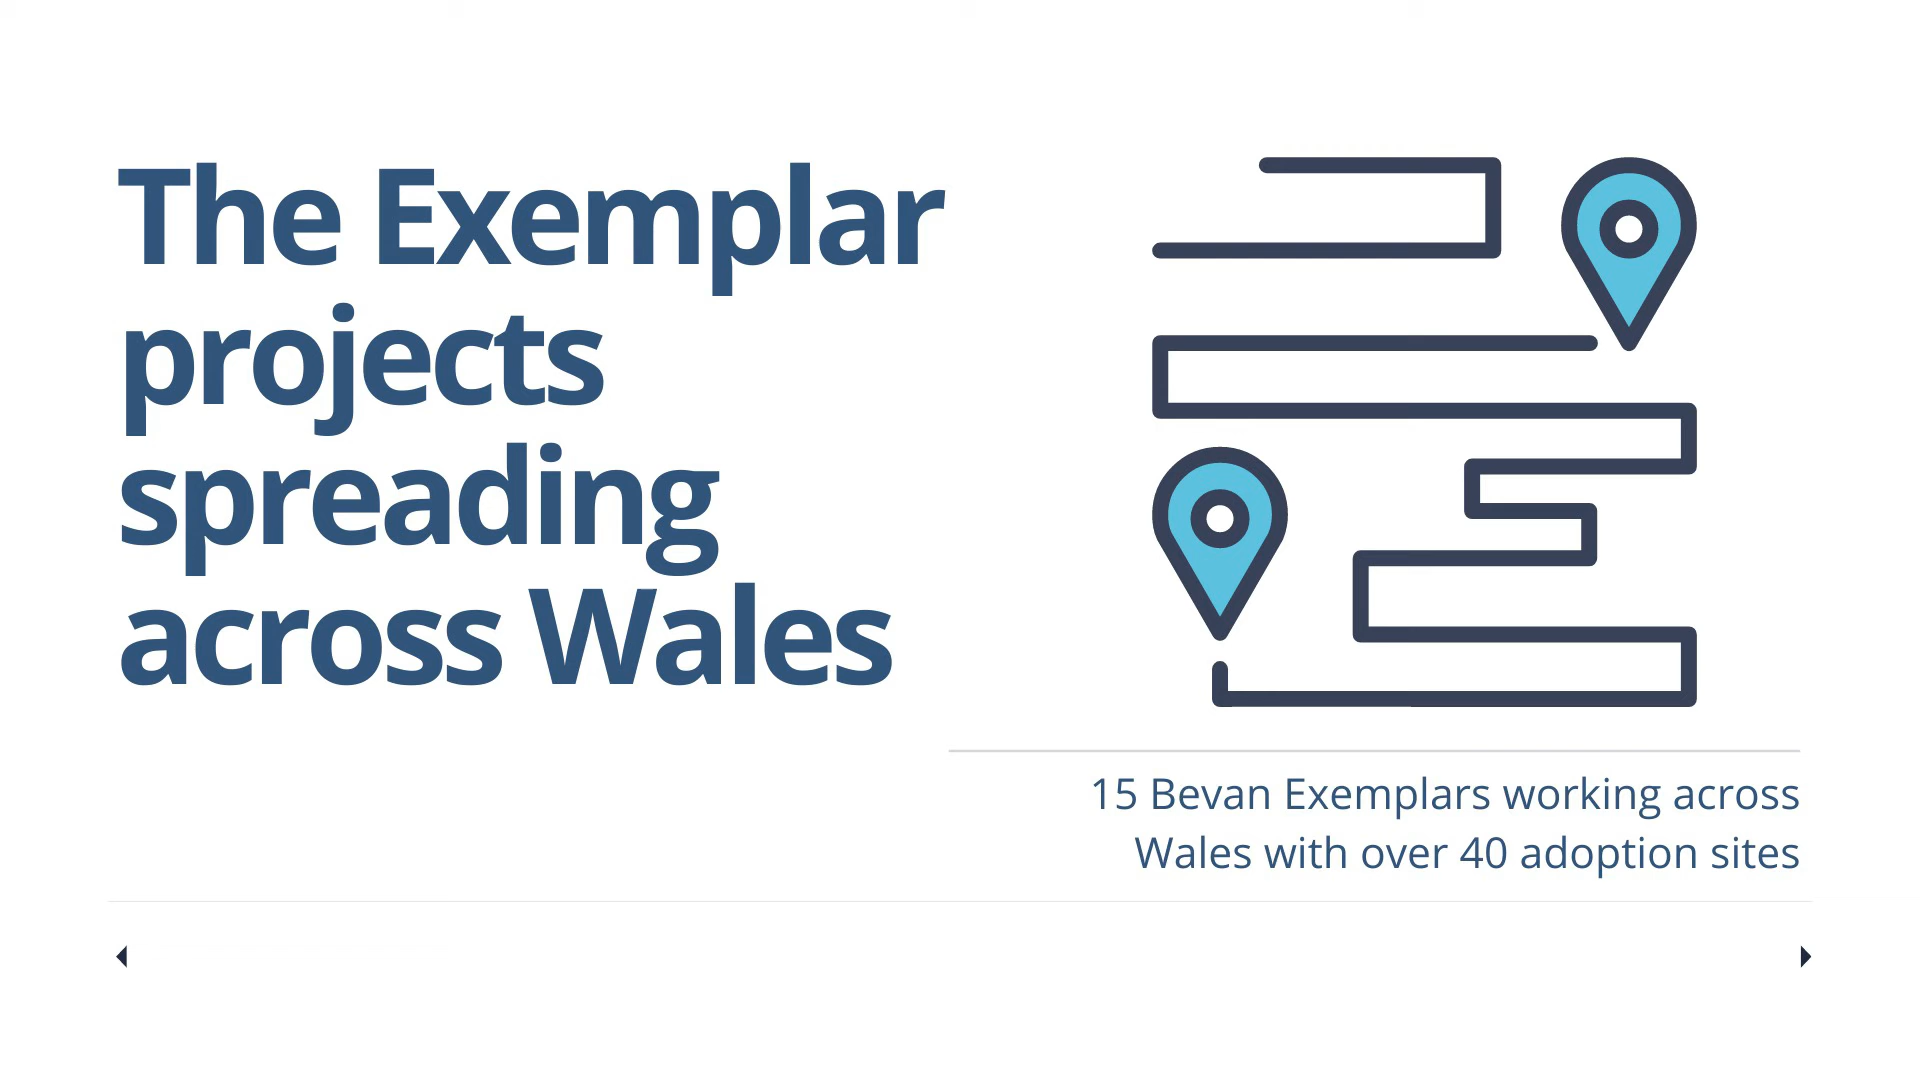 The Exemplar
projects
spreading
across Wales
15 Bevan Exemplars working across
Wales with over 40 adoption sites